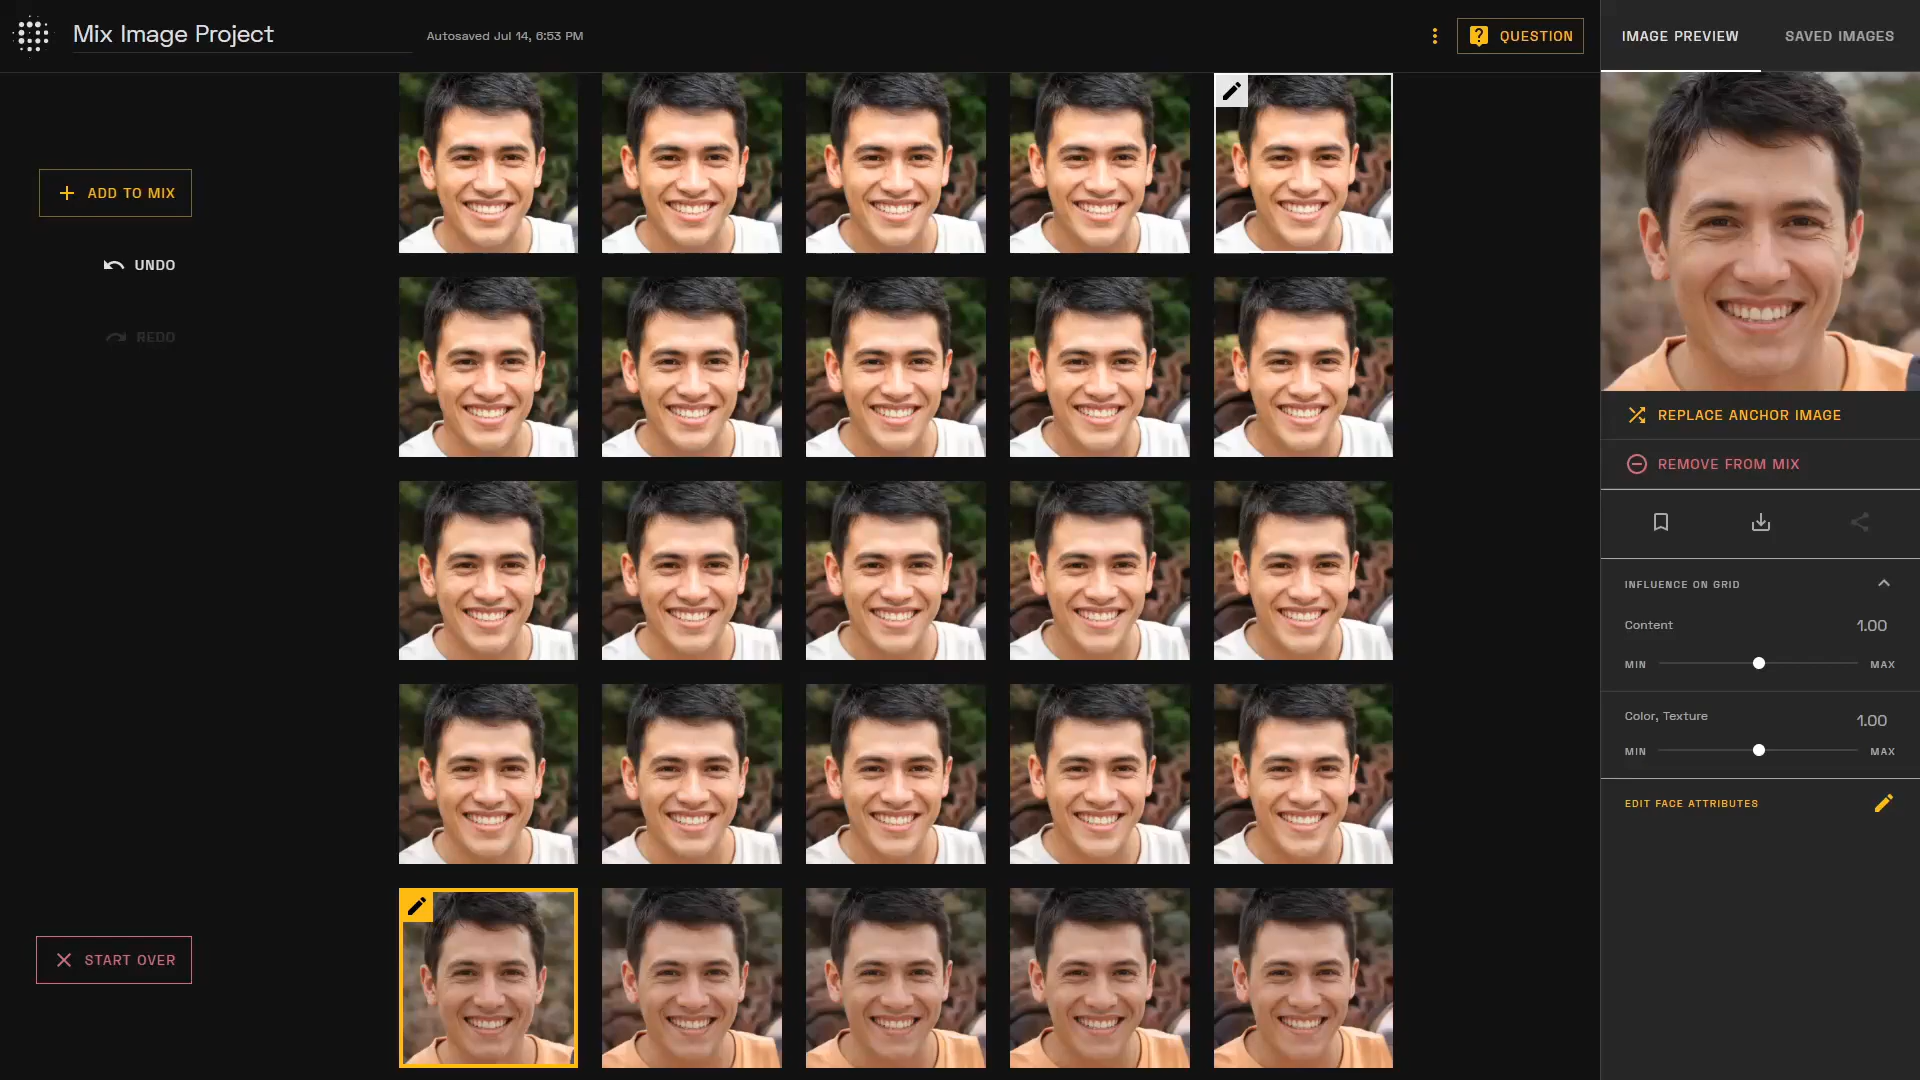 Mix Image Project
Autosaved Jul 14, 6:53 PM
QUESTION
IMAGE PREVIEW
SAVED IMAGES
ADD TO MIX
UNDO
REDO
START OVER
REPLACE ANCHOR IMAGE
REMOVE FROM MIX
INFLUENCE ON GRID
Content 1.00
MIN MAX
Color, Texture 1.00
MIN MAX
EDIT FACE ATTRIBUTES